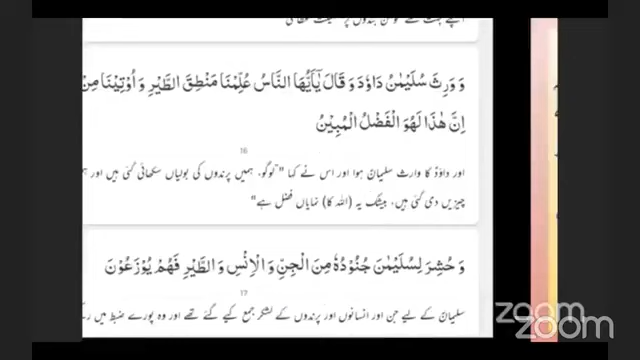 وَ وَرِثَ سُلَيْمٰنُ دَاوٗدَ وَ قَالَ يٰۤاَيُّهَا النَّاسُ عُلِّمْنَا مَنْطِقَ الطَّيْرِ وَ اُوْتِيْنَا مِنْ
اِنَّ هٰذَا لَهُوَ الْفَضْلُ الْمُبِيْنُ
16
اور داؤدؑ کا وارث سلیمانؑ ہوا اور اس نے کہا "لوگو، ہمیں پرندوں کی بولیاں سکھائی گئی ہیں اور
چیزیں دی گئی ہیں، بیشک یہ (اللہ کا) نمایاں فضل ہے"
وَ حُشِرَ لِسُلَيْمٰنَ جُنُوْدُهٗ مِنَ الْجِنِّ وَ الْاِنْسِ وَ الطَّيْرِ فَهُمْ يُوْزَعُوْنَ
17
سلیمانؑ کے لیے جن اور انسانوں اور پرندوں کے لشکر جمع کیے گئے تھے اور وہ پورے ضبط میں
zoom
zoom